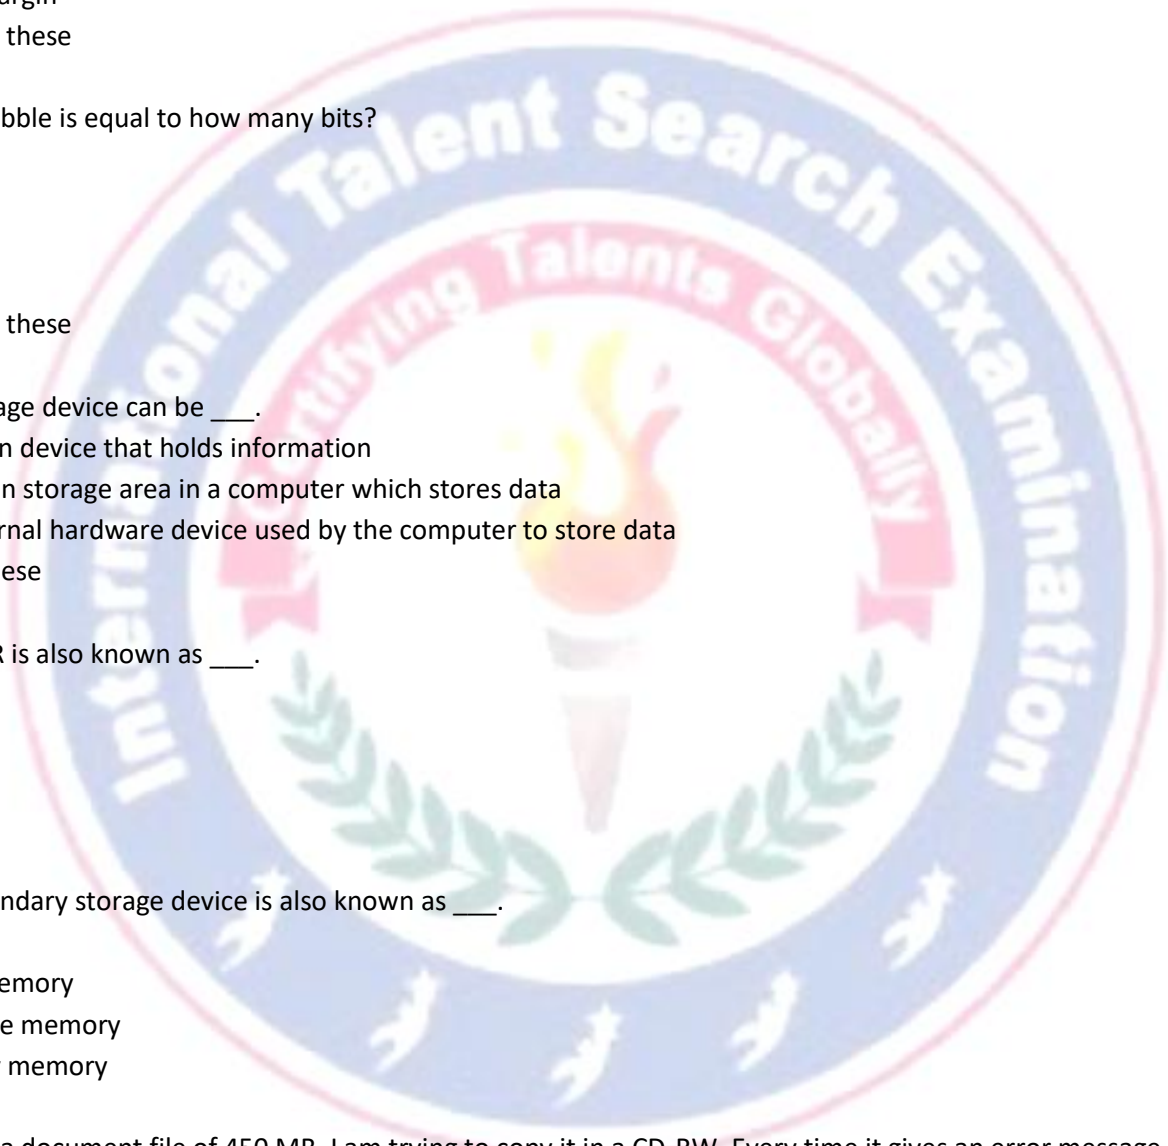 these
bble is equal to how many bits?
these
age device can be ___.
n device that holds information
n storage area in a computer which stores data
rnal hardware device used by the computer to store data
ese
R is also known as ___.
ndary storage device is also known as ___.
emory
e memory
memory
a document file of 450 MB. I am trying to copy it in a CD-RW. Every time it gives an error message
International Talent Search Examination
Certifying Talents Globally